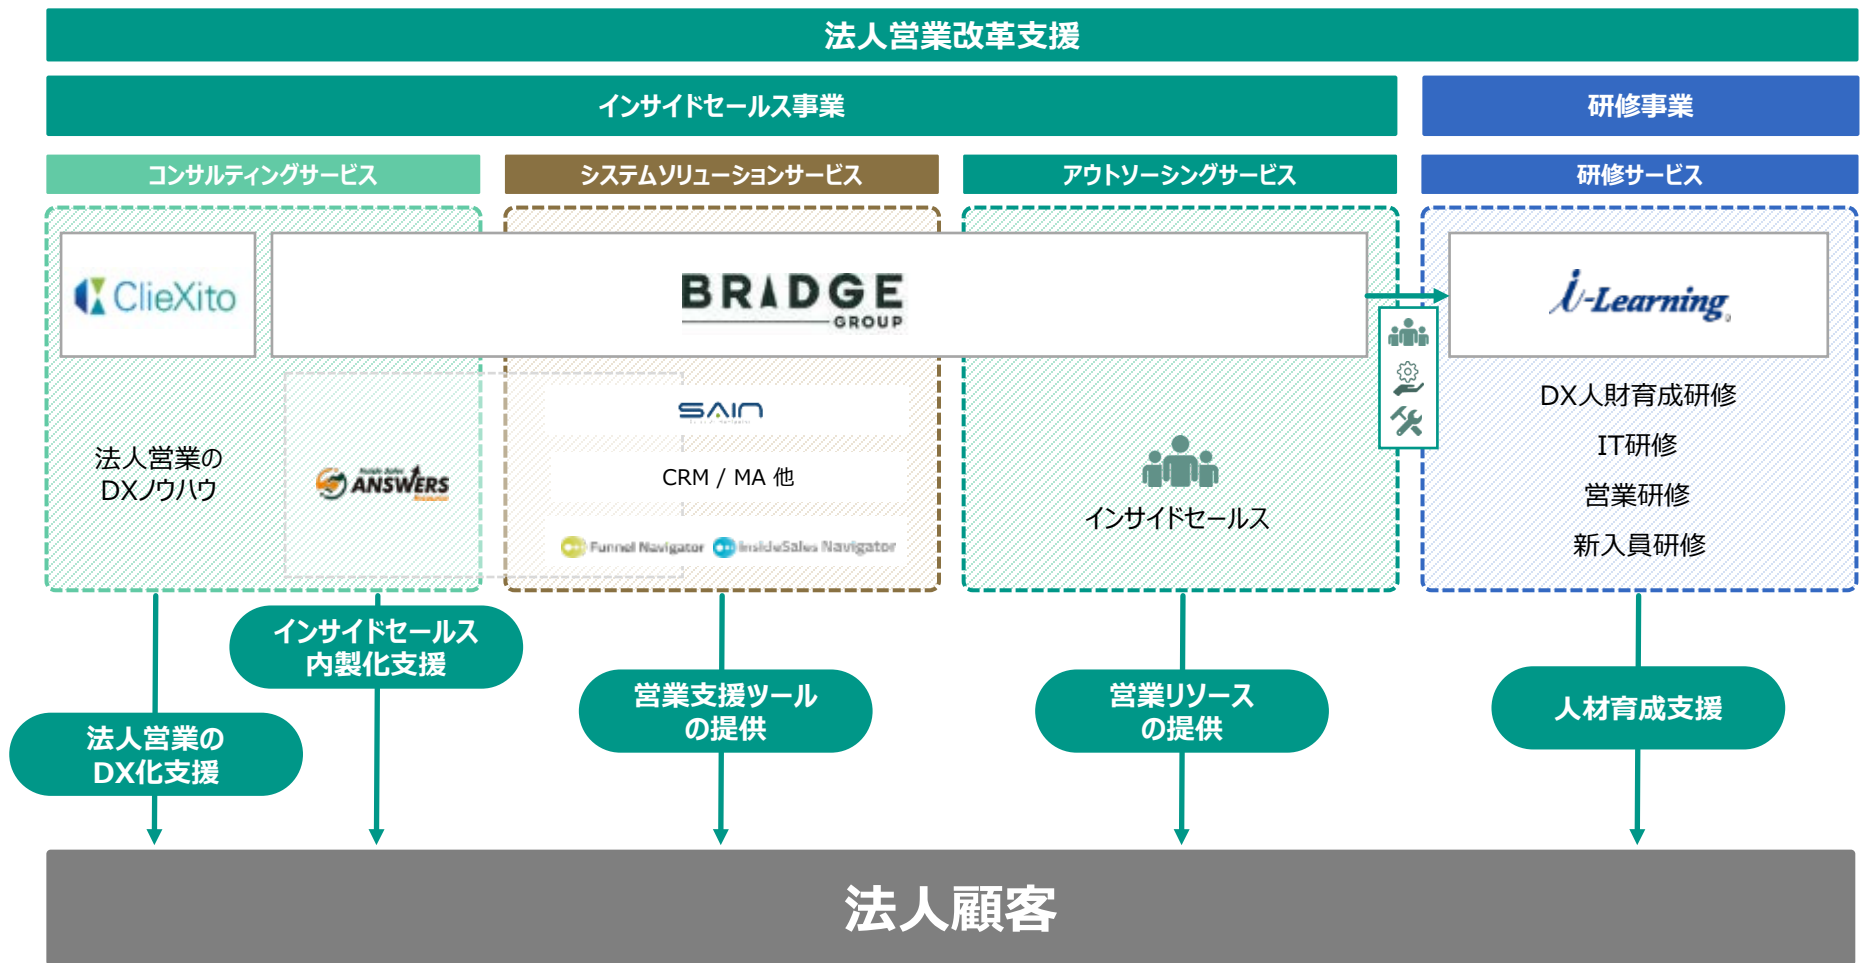 法人営業改革支援
インサイドセールス事業
研修事業
コンサルティングサービス
システムソリューションサービス
アウトソーシングサービス
研修サービス
ClieXito
BRIDGE
GROUP
i-Learning
法人営業の
DXノウハウ
Inside Sales
ANSWERS
SAIN
CRM / MA 他
Funnel Navigator
InsideSales Navigator
インサイドセールス
DX人財育成研修
IT研修
営業研修
新入員研修
インサイドセールス
内製化支援
法人営業の
DX化支援
営業支援ツール
の提供
営業リソース
の提供
人材育成支援
法人顧客